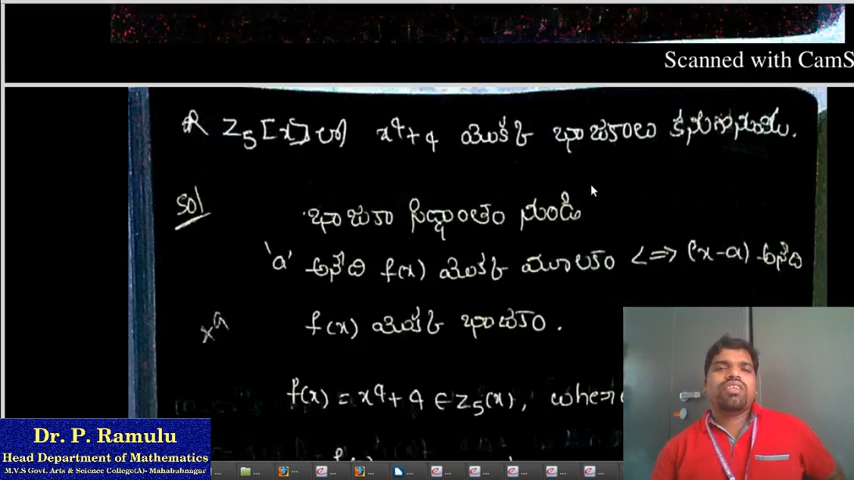 Scanned with CamS
Z5[x]లో x4+4 యొక్క భాజకాలు కనుగొనుము.
Sol
భాజకా సిద్ధాంతం నుండి
'a' అనేది f(x) యొక్క మూలకం <=> (x-a) అనేది
f(x) యొక్క భాజకం.
f(x) = x4+4 ∈ Z5(x), where
Dr. P. Ramulu
Head Department of Mathematics
M.V.S Govt. Arts & Science College(A)- Mahabubnagar